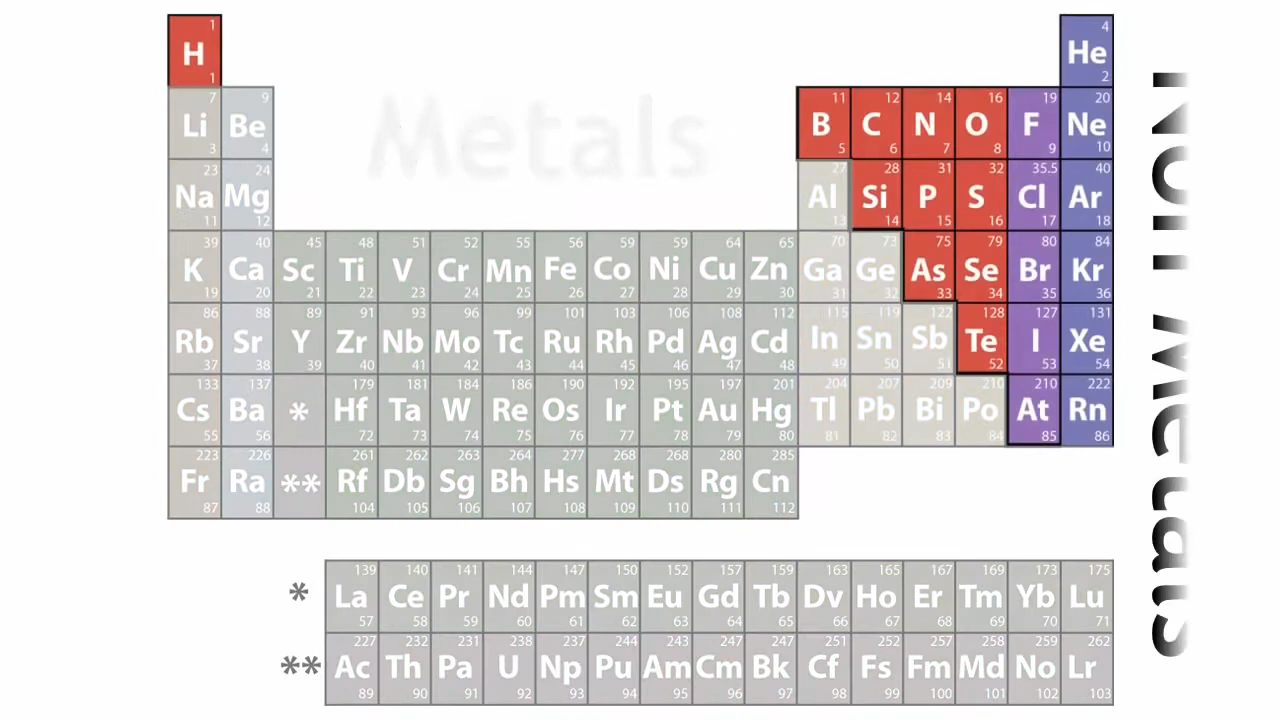 1 4
H He
1 2
7 9 11 12 14 16 19 20
Li Be B C N O F Ne
3 4 5 6 7 8 9 10
Metals
23 24 27 28 31 32 35.5 40
Na Mg Al Si P S Cl Ar
11 12 13 14 15 16 17 18
39 40 45 48 51 52 55 56 59 59 64 65 70 73 75 79 80 84
K Ca Sc Ti V Cr Mn Fe Co Ni Cu Zn Ga Ge As Se Br Kr
19 20 21 22 23 24 25 26 27 28 29 30 31 32 33 34 35 36
86 88 89 91 93 96 99 101 103 106 108 112 115 119 122 128 127 131
Rb Sr Y Zr Nb Mo Tc Ru Rh Pd Ag Cd In Sn Sb Te I Xe
37 38 39 40 41 42 43 44 45 46 47 48 49 50 51 52 53 54
133 137 179 181 184 186 190 192 195 197 201 204 207 209 210 210 222
Cs Ba * Hf Ta W Re Os Ir Pt Au Hg Tl Pb Bi Po At Rn
55 56 72 73 74 75 76 77 78 79 80 81 82 83 84 85 86
223 226 261 262 263 264 277 268 268 280 285
Fr Ra ** Rf Db Sg Bh Hs Mt Ds Rg Cn
87 88 104 105 106 107 108 109 110 111 112
139 140 141 144 147 150 152 157 159 163 165 167 169 173 175
* La Ce Pr Nd Pm Sm Eu Gd Tb Dv Ho Er Tm Yb Lu
57 58 59 60 61 62 63 64 65 66 67 68 69 70 71
227 232 231 238 237 244 243 247 247 251 252 257 258 259 262
** Ac Th Pa U Np Pu Am Cm Bk Cf Fs Fm Md No Lr
89 90 91 92 93 94 95 96 97 98 99 100 101 102 103
Non Metals